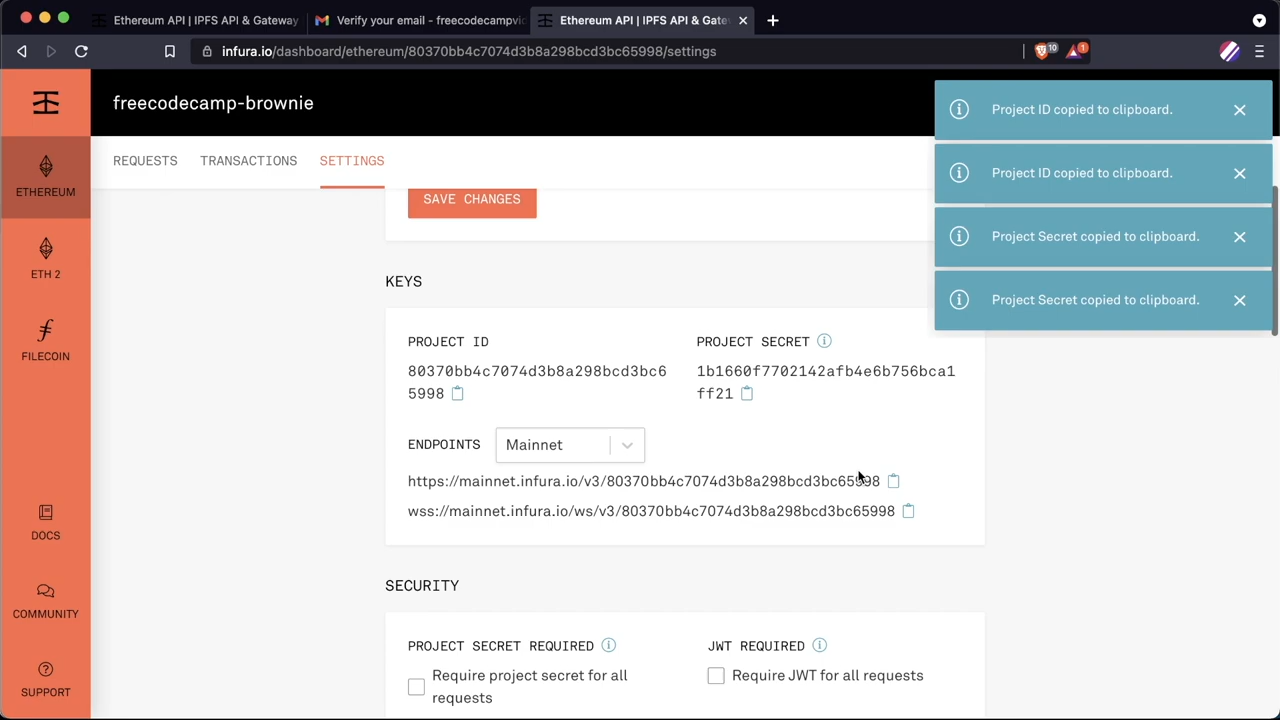 Ethereum API | IPFS API & Gateway
Verify your email - freecodecampvic
Ethereum API | IPFS API & Gate
infura.io/dashboard/ethereum/80370bb4c7074d3b8a298bcd3bc65998/settings
10
1
freecodecamp-brownie
ETHEREUM
ETH 2
FILECOIN
DOCS
COMMUNITY
SUPPORT
REQUESTS TRANSACTIONS SETTINGS
Project ID copied to clipboard.
Project ID copied to clipboard.
Project Secret copied to clipboard.
Project Secret copied to clipboard.
SAVE CHANGES
KEYS
PROJECT ID
80370bb4c7074d3b8a298bcd3bc6
5998
PROJECT SECRET
1b1660f7702142afb4e6b756bca1
ff21
ENDPOINTS Mainnet
https://mainnet.infura.io/v3/80370bb4c7074d3b8a298bcd3bc65998
wss://mainnet.infura.io/ws/v3/80370bb4c7074d3b8a298bcd3bc65998
SECURITY
PROJECT SECRET REQUIRED
Require project secret for all
requests
JWT REQUIRED
Require JWT for all requests